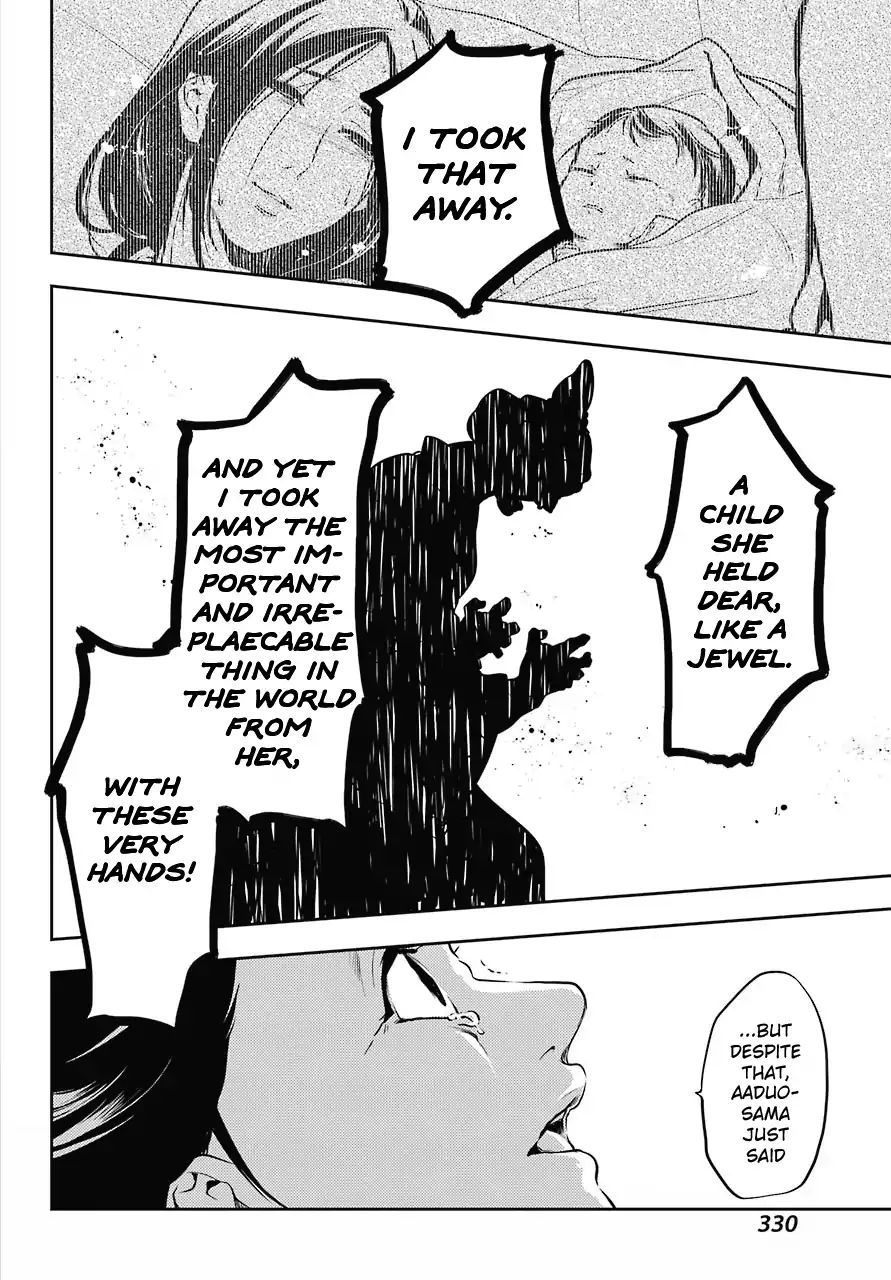 I TOOK
THAT
AWAY.
A
CHILD
SHE
HELD
DEAR,
LIKE A
JEWEL.
AND YET
I TOOK
AWAY THE
MOST IM-
PORTANT
AND IRRE-
PLAECABLE
THING IN
THE WORLD
FROM
HER,
WITH
THESE
VERY
HANDS!
...BUT
DESPITE
THAT,
AADUO-
SAMA
JUST
SAID
330